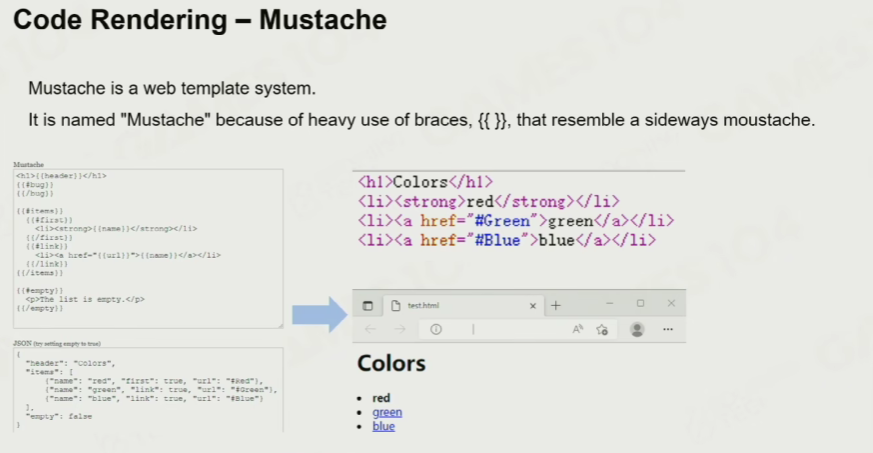 Code Rendering – Mustache
Mustache is a web template system.
It is named "Mustache" because of heavy use of braces, {{ }}, that resemble a sideways moustache.
Mustache
<h1>{{header}}</h1>
{{#bug}}
{{/bug}}
{{#items}}
{{#first}}
<li><strong>{{name}}</strong></li>
{{/first}}
{{#link}}
<li><a href="{{url}}">{{name}}</a></li>
{{/link}}
{{/items}}
{{#empty}}
<p>The list is empty.</p>
{{/empty}}
JSON (try setting empty to true)
{
"header": "Colors",
"items": [
{"name": "red", "first": true, "url": "#Red"},
{"name": "green", "link": true, "url": "#Green"},
{"name": "blue", "link": true, "url": "#Blue"}
],
"empty": false
}
<h1>Colors</h1>
<li><strong>red</strong></li>
<li><a href="#Green">green</a></li>
<li><a href="#Blue">blue</a></li>
test.html
Colors
• red
• green
• blue